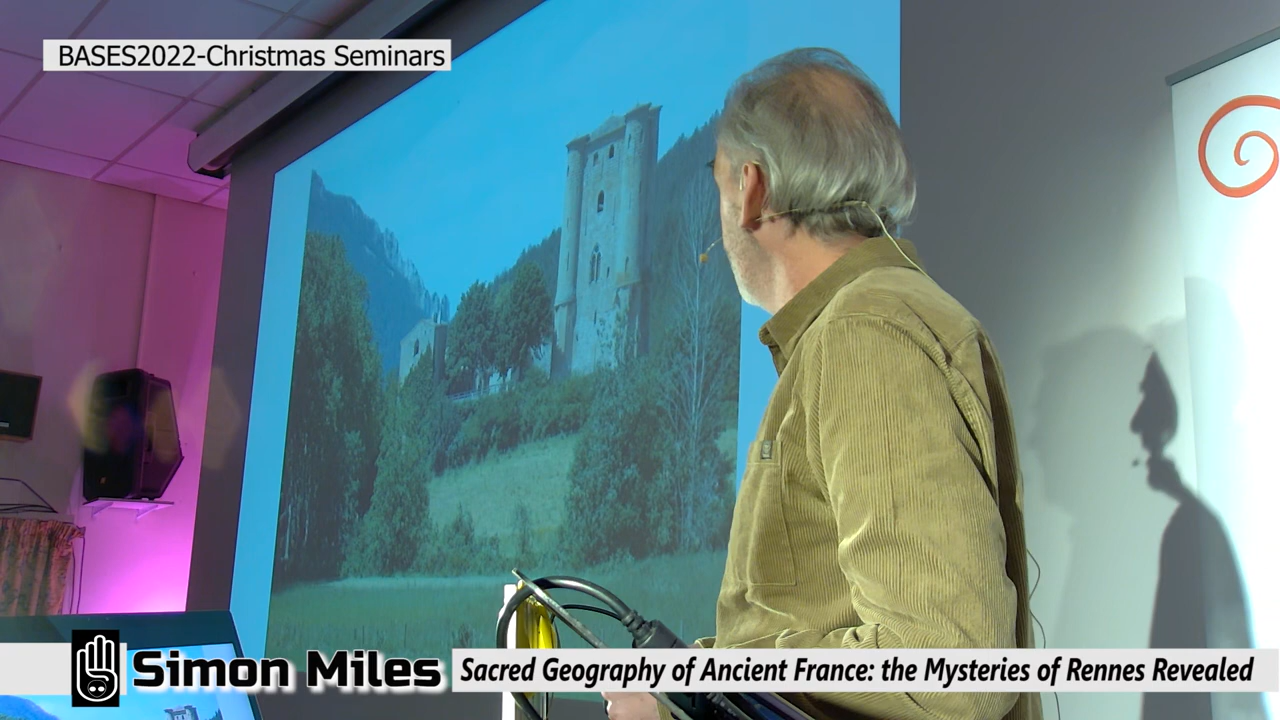 BASES2022-Christmas Seminars
Simon Miles
Sacred Geography of Ancient France: the Mysteries of Rennes Revealed